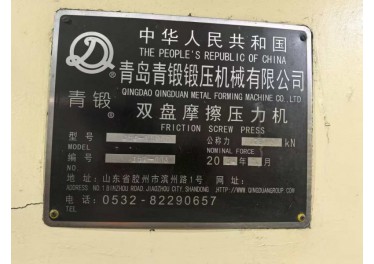 中华人民共和国
THE PEOPLE'S REPUBLIC OF CHINA
青岛青锻锻压机械有限公司
QINGDAO QINGDUAN METAL FORMING MACHINE CO.,LTD
青锻
双盘摩擦压力机
FRICTION SCREW PRESS
型号 公称力 kN
MODEL NOMINAL FORCE
编号 20 年 月
NO.
地址：山东省胶州市滨州路1号 网址：
ADDRESS NO.1 BINZHOU ROAD, JIAOZHOU CITY, SHANDONG. HTTP://WWW.QINGDUANGROUP.COM
电话：0532-82290657
TEL